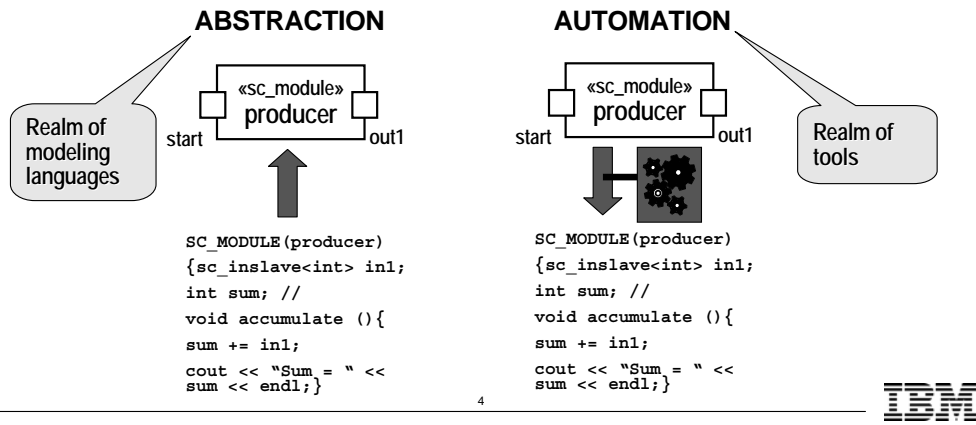 ABSTRACTION
Realm of
modeling
languages
«sc_module»
producer
start
out1
SC_MODULE(producer)
{sc_inslave<int> in1;
int sum; //
void accumulate (){
sum += in1;
cout << “Sum = “ <<
sum << endl;}
AUTOMATION
«sc_module»
producer
start
out1
Realm of
tools
SC_MODULE(producer)
{sc_inslave<int> in1;
int sum; //
void accumulate (){
sum += in1;
cout << “Sum = “ <<
sum << endl;}
4
IBM